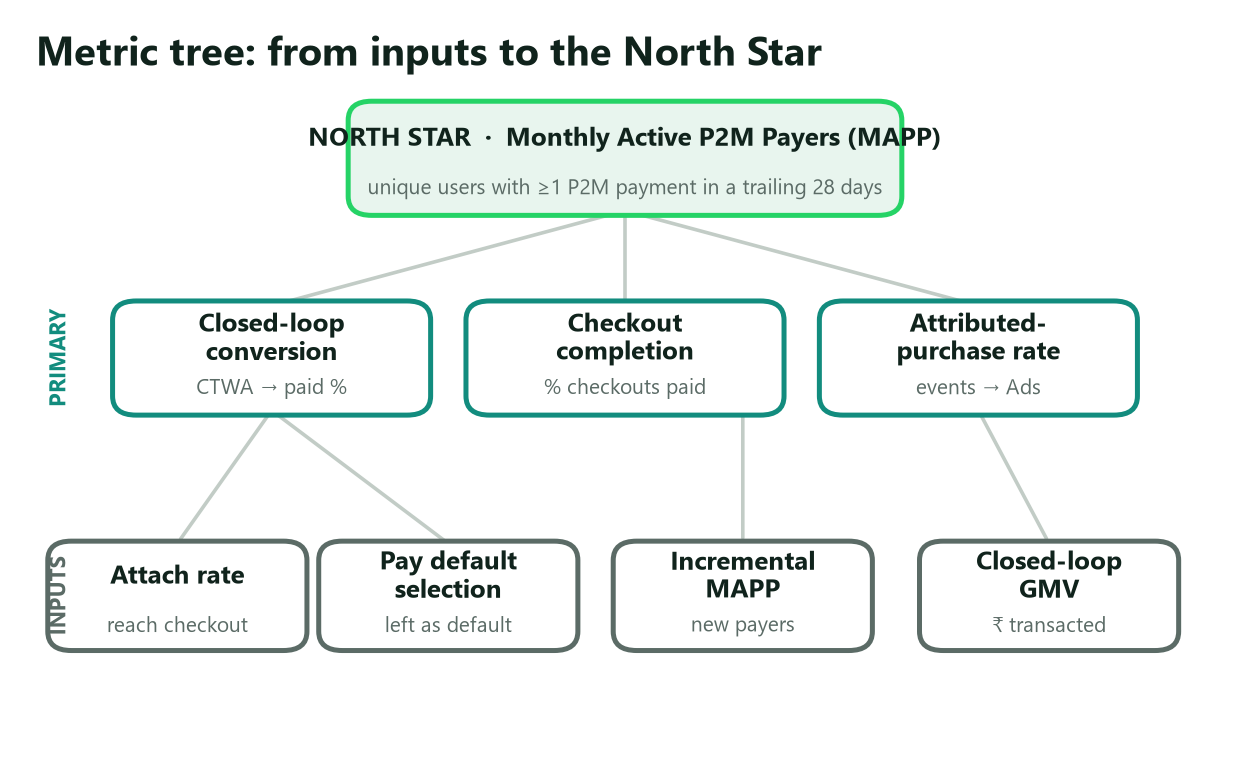 Metric tree: from inputs to the North Star
NORTH STAR · Monthly Active P2M Payers (MAPP)
unique users with ≥1 P2M payment in a trailing 28 days
PRIMARY
Closed-loop
conversion
CTWA → paid %
Checkout
completion
% checkouts paid
Attributed-
purchase rate
events → Ads
INPUTS
Attach rate
reach checkout
Pay default
selection
left as default
Incremental
MAPP
new payers
Closed-loop
GMV
₹ transacted